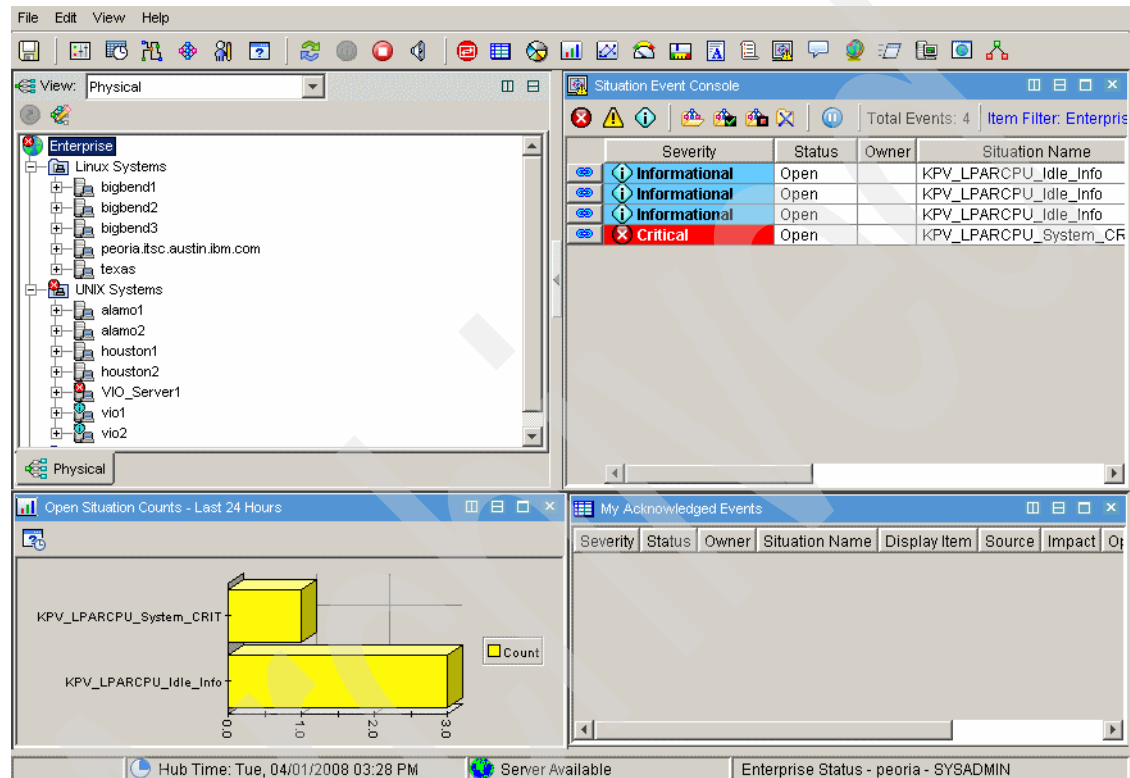 File Edit View Help
View: Physical
Enterprise
Linux Systems
bigbend1
bigbend2
bigbend3
peoria.itsc.austin.ibm.com
texas
UNIX Systems
alamo1
alamo2
houston1
houston2
VIO_Server1
vio1
vio2
Physical
Situation Event Console
Total Events: 4 Item Filter: Enterpris
Severity Status Owner Situation Name
Informational Open KPV_LPARCPU_Idle_Info
Informational Open KPV_LPARCPU_Idle_Info
Informational Open KPV_LPARCPU_Idle_Info
Critical Open KPV_LPARCPU_System_CR
Open Situation Counts - Last 24 Hours
KPV_LPARCPU_System_CRIT
KPV_LPARCPU_Idle_Info
Count
0.0 1.0 2.0 3.0
My Acknowledged Events
Severity Status Owner Situation Name Display Item Source Impact Op
Hub Time: Tue, 04/01/2008 03:28 PM Server Available Enterprise Status - peoria - SYSADMIN